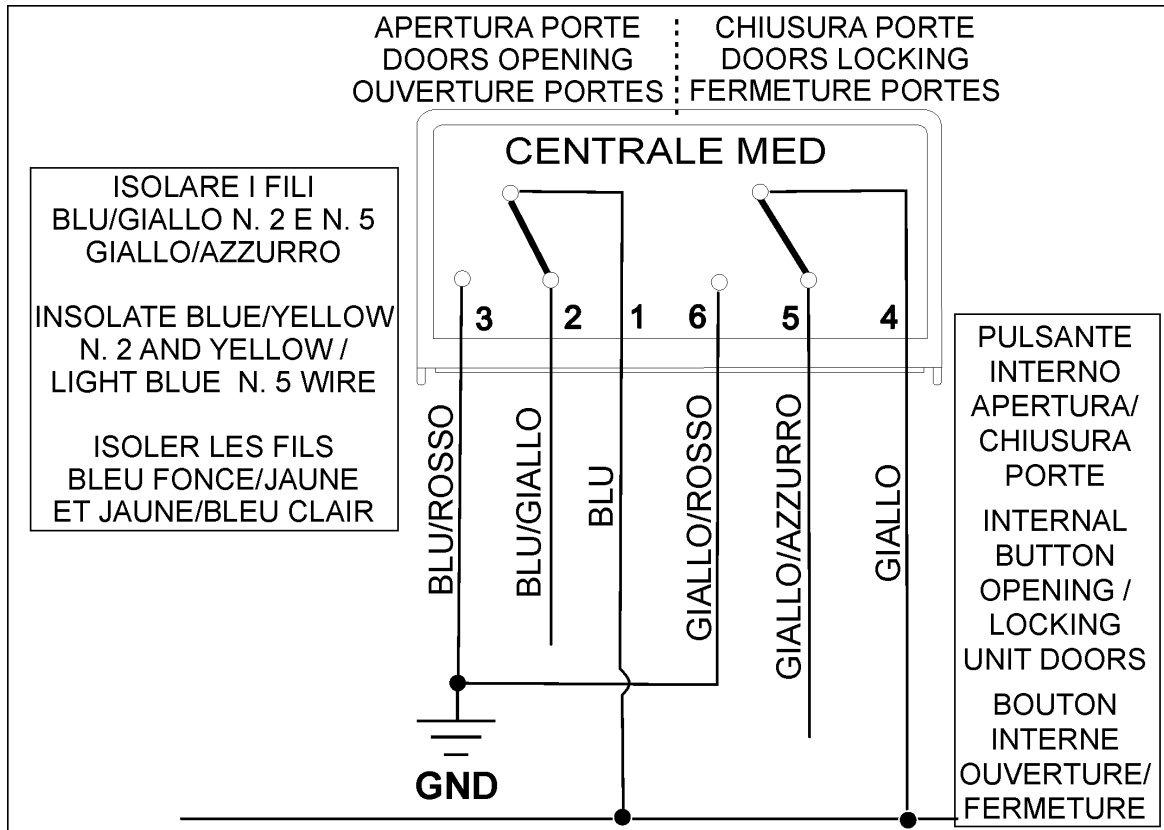 APERTURA PORTE
DOORS OPENING
OUVERTURE PORTES
CHIUSURA PORTE
DOORS LOCKING
FERMETURE PORTES
CENTRALE MED
ISOLARE I FILI
BLU/GIALLO N. 2 E N. 5
GIALLO/AZZURRO
INSOLATE BLUE/YELLOW
N. 2 AND YELLOW /
LIGHT BLUE N. 5 WIRE
ISOLER LES FILS
BLEU FONCE/JAUNE
ET JAUNE/BLEU CLAIR
3 2 1 6 5 4
BLU/ROSSO
BLU/GIALLO
BLU
GIALLO/ROSSO
GIALLO/AZZURRO
GIALLO
GND
PULSANTE
INTERNO
APERTURA/
CHIUSURA
PORTE
INTERNAL
BUTTON
OPENING /
LOCKING
UNIT DOORS
BOUTON
INTERNE
OUVERTURE/
FERMETURE